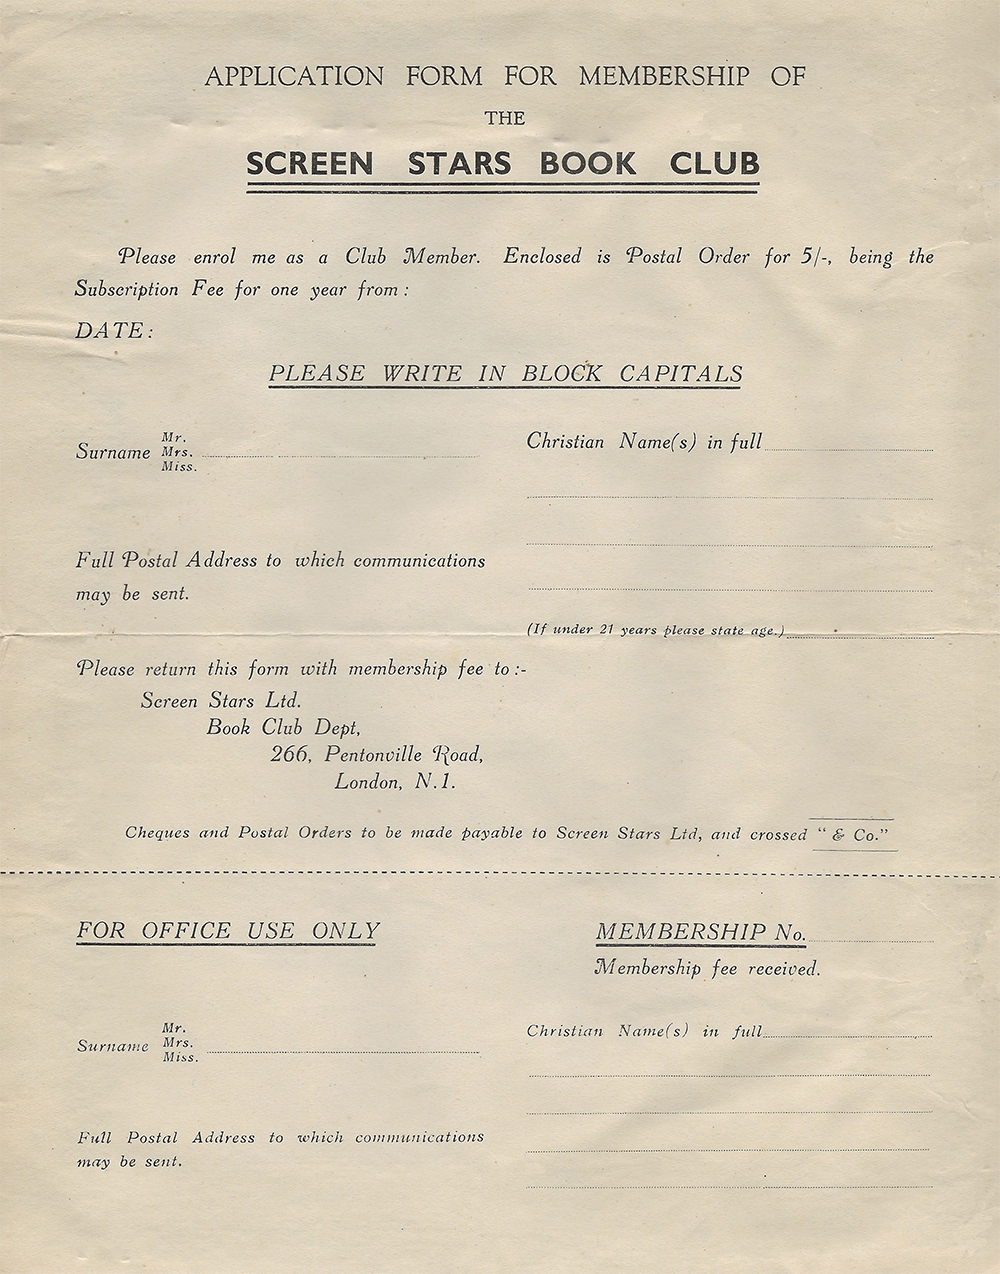 APPLICATION FORM FOR MEMBERSHIP OF
THE
SCREEN STARS BOOK CLUB
Please enrol me as a Club Member. Enclosed is Postal Order for 5/-, being the
Subscription Fee for one year from:
DATE:
PLEASE WRITE IN BLOCK CAPITALS
Surname Mr.
Mrs.
Miss.
Christian Name(s) in full
Full Postal Address to which communications
may be sent.
(If under 21 years please state age.)
Please return this form with membership fee to:-
Screen Stars Ltd.
Book Club Dept,
266, Pentonville Road,
London, N.1.
Cheques and Postal Orders to be made payable to Screen Stars Ltd, and crossed "& Co."
FOR OFFICE USE ONLY
MEMBERSHIP No.
Membership fee received.
Surname Mr.
Mrs.
Miss.
Christian Name(s) in full
Full Postal Address to which communications
may be sent.